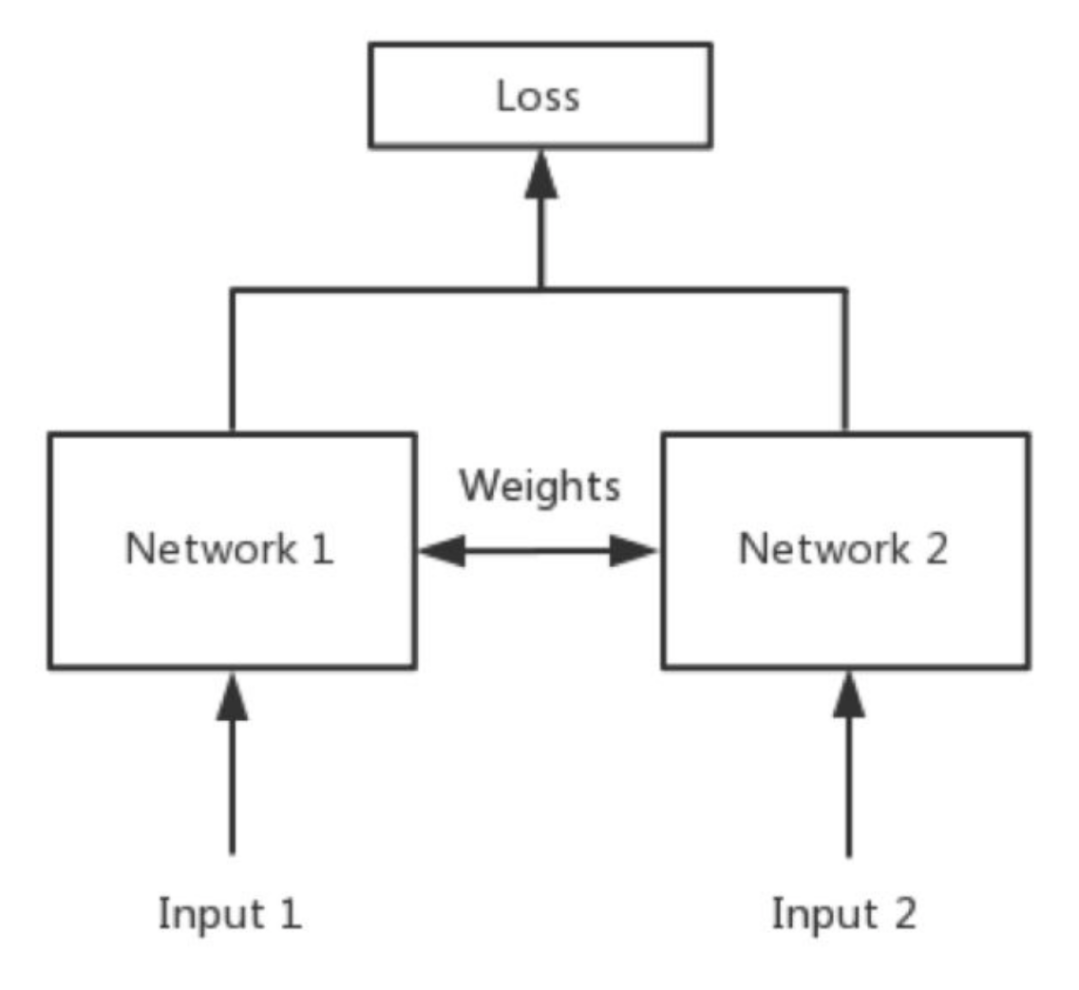 Loss
Weights
Network 1
Network 2
Input 1
Input 2